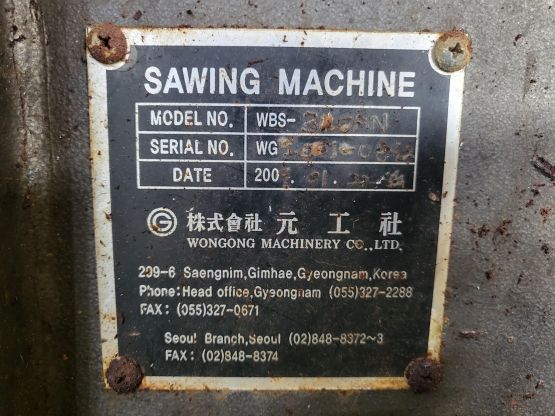 SAWING MACHINE
MODEL NO. WBS-
SERIAL NO. WG
DATE 200
株式會社 元工社
WONGONG MACHINERY CO.,LTD.
299-6 Saengnim,Gimhae,Gyeongnam,Korea
Phone:Head office,Gyeongnam (055)327-2288
FAX: (055)327-0671
Seoul Branch,Seoul (02)848-8372~3
FAX: (02)848-8374